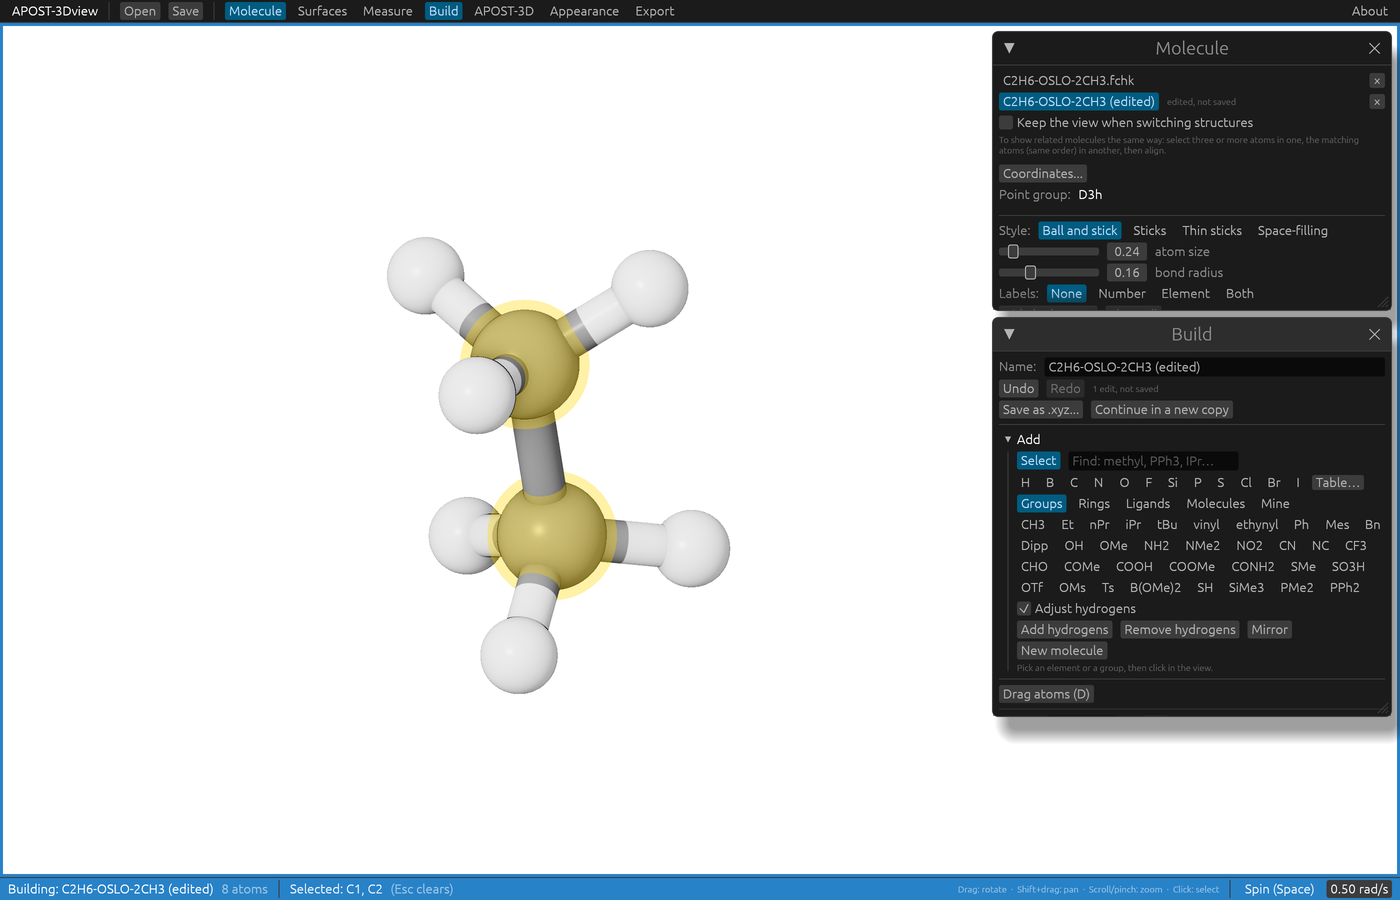 APOST-3Dview Open Save Molecule Surfaces Measure Build APOST-3D Appearance Export About
Molecule
C2H6-OSLO-2CH3.fchk x
C2H6-OSLO-2CH3 (edited) edited, not saved x
Keep the view when switching structures
To show related molecules the same way: select three or more atoms in one, the matching
atoms (same order) in another, then align.
Coordinates...
Point group: D3h
Style: Ball and stick Sticks Thin sticks Space-filling
0.24 atom size
0.16 bond radius
Labels: None Number Element Both
Build
Name: C2H6-OSLO-2CH3 (edited)
Undo Redo 1 edit, not saved
Save as .xyz... Continue in a new copy
Add
Select Find: methyl, PPh3, IPr...
H B C N O F Si P S Cl Br I Table...
Groups Rings Ligands Molecules Mine
CH3 Et nPr iPr tBu vinyl ethynyl Ph Mes Bn
Dipp OH OMe NH2 NMe2 NO2 CN NC CF3
CHO COMe COOH COOMe CONH2 SMe SO3H
OTf OMs Ts B(OMe)2 SH SiMe3 PMe2 PPh2
Adjust hydrogens
Add hydrogens Remove hydrogens Mirror
New molecule
Pick an element or a group, then click in the view.
Drag atoms (D)
Building: C2H6-OSLO-2CH3 (edited) 8 atoms Selected: C1, C2 (Esc clears) Drag: rotate · Shift+drag: pan · Scroll/pinch: zoom · Click: select Spin (Space) 0.50 rad/s